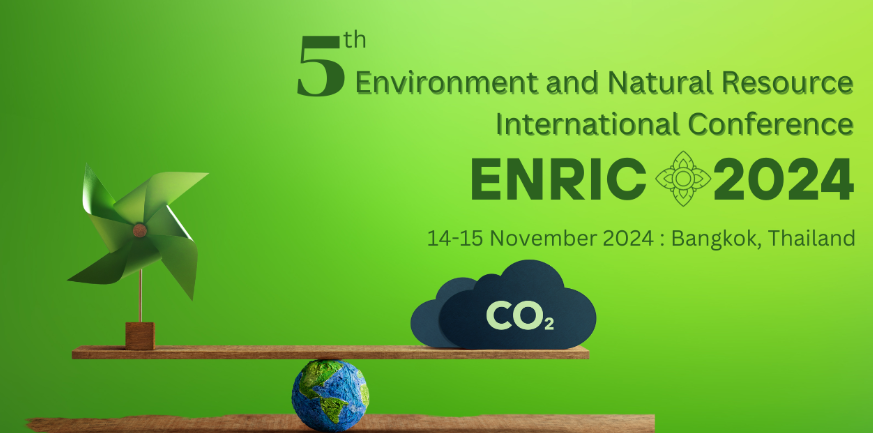 5th Environment and Natural Resource
International Conference
ENRIC 2024
14-15 November 2024 : Bangkok, Thailand
CO₂